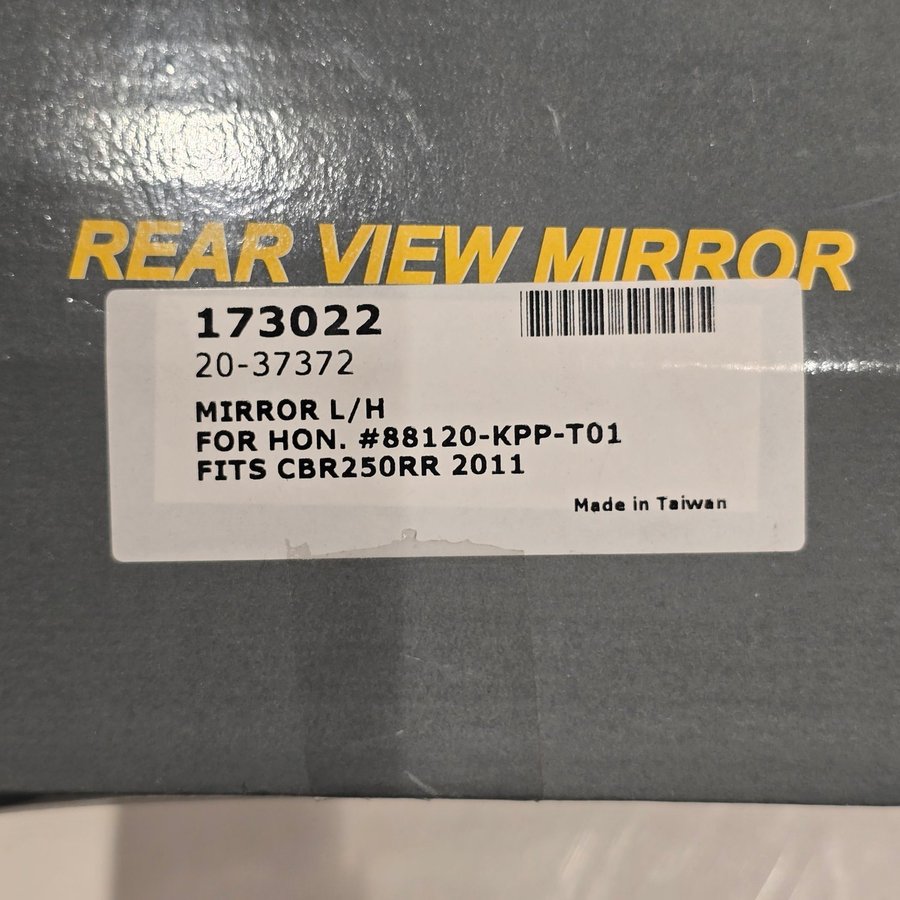 REAR VIEW MIRROR
173022
20-37372
MIRROR L/H
FOR HON. #88120-KPP-T01
FITS CBR250RR 2011
Made in Taiwan